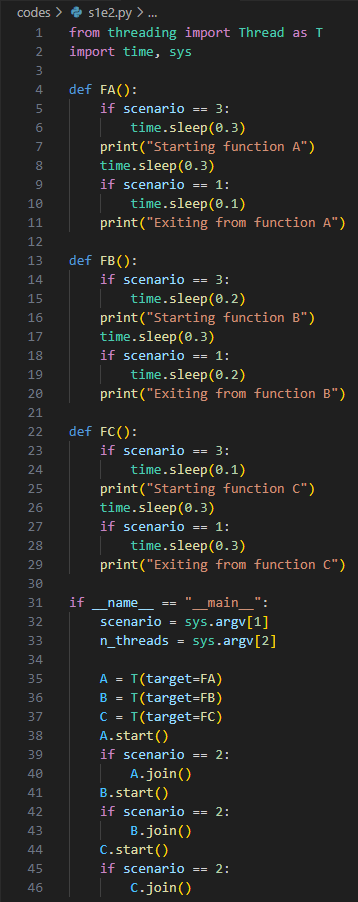 codes > s1e2.py > ...
1 from threading import Thread as T
2 import time, sys
3
4 def FA():
5     if scenario == 3:
6         time.sleep(0.3)
7     print("Starting function A")
8     time.sleep(0.3)
9     if scenario == 1:
10         time.sleep(0.1)
11     print("Exiting from function A")
12
13 def FB():
14     if scenario == 3:
15         time.sleep(0.2)
16     print("Starting function B")
17     time.sleep(0.3)
18     if scenario == 1:
19         time.sleep(0.2)
20     print("Exiting from function B")
21
22 def FC():
23     if scenario == 3:
24         time.sleep(0.1)
25     print("Starting function C")
26     time.sleep(0.3)
27     if scenario == 1:
28         time.sleep(0.3)
29     print("Exiting from function C")
30
31 if __name__ == "__main__":
32     scenario = sys.argv[1]
33     n_threads = sys.argv[2]
34
35     A = T(target=FA)
36     B = T(target=FB)
37     C = T(target=FC)
38     A.start()
39     if scenario == 2:
40         A.join()
41     B.start()
42     if scenario == 2:
43         B.join()
44     C.start()
45     if scenario == 2:
46         C.join()